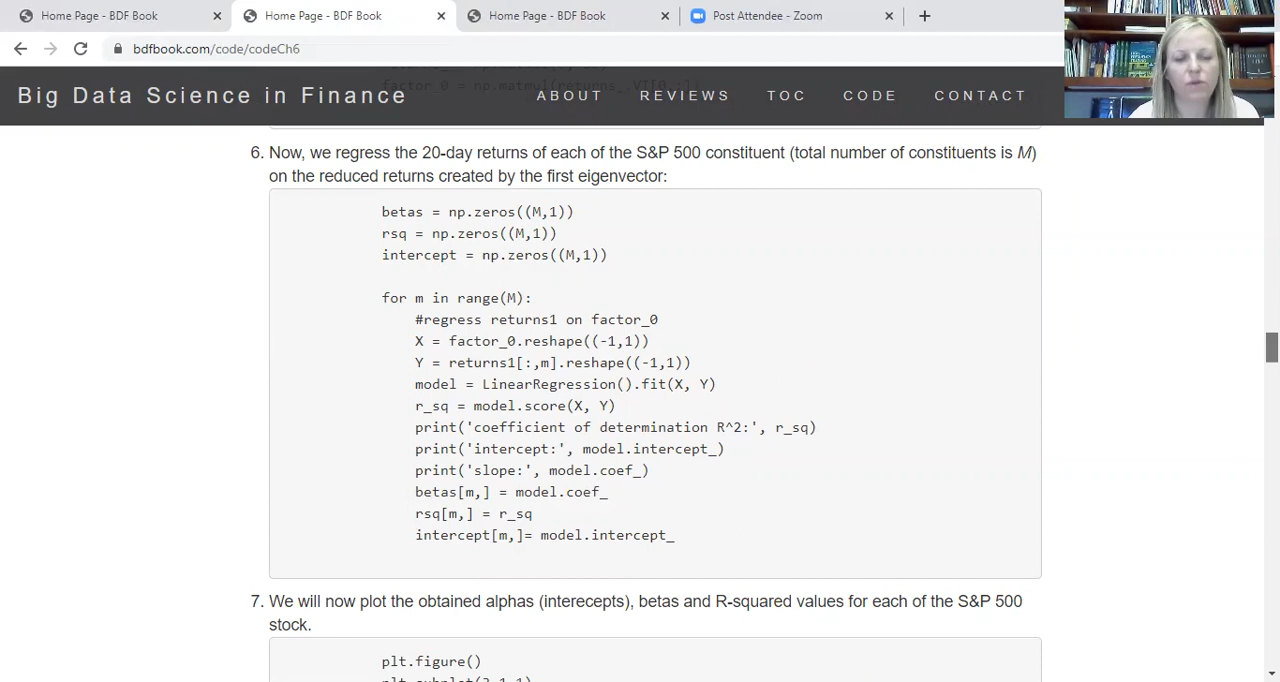 Home Page - BDF Book
Home Page - BDF Book
Home Page - BDF Book
Post Attendee - Zoom
bdfbook.com/code/codeCh6
Big Data Science in Finance
ABOUT
REVIEWS
TOC
CODE
CONTACT
6. Now, we regress the 20-day returns of each of the S&P 500 constituent (total number of constituents is M)
on the reduced returns created by the first eigenvector:
betas = np.zeros((M,1))
rsq = np.zeros((M,1))
intercept = np.zeros((M,1))
for m in range(M):
#regress returns1 on factor_0
X = factor_0.reshape((-1,1))
Y = returns1[:,m].reshape((-1,1))
model = LinearRegression().fit(X, Y)
r_sq = model.score(X, Y)
print('coefficient of determination R^2:', r_sq)
print('intercept:', model.intercept_)
print('slope:', model.coef_)
betas[m,] = model.coef_
rsq[m,] = r_sq
intercept[m,]= model.intercept_
7. We will now plot the obtained alphas (interecepts), betas and R-squared values for each of the S&P 500
stock.
plt.figure()